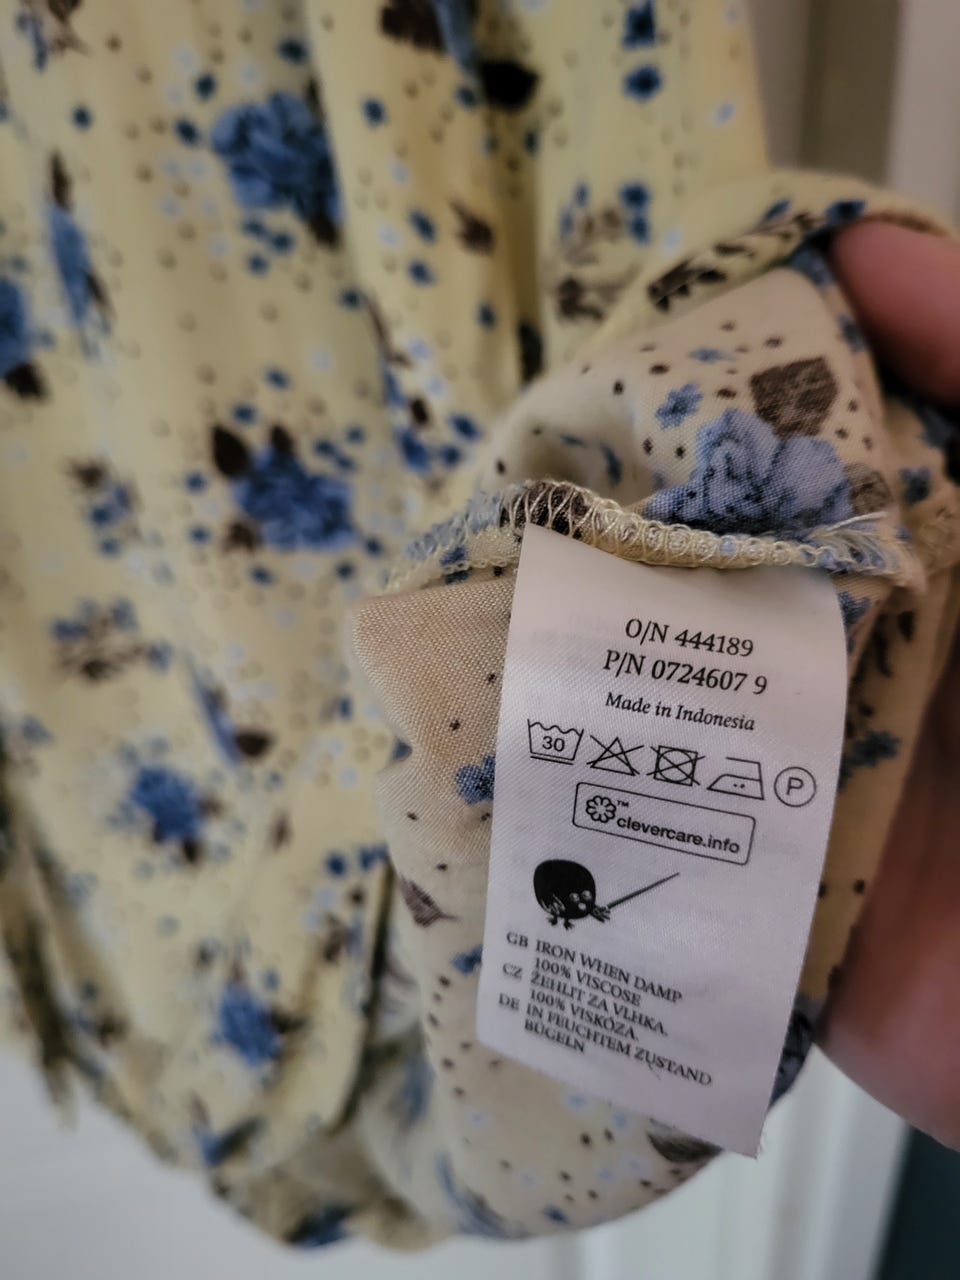 O/N 444189
P/N 0724607 9
Made in Indonesia
30
P
™
clevercare.info
GB IRON WHEN DAMP
100% VISCOSE
CZ ŽEHLIT ZA VLHKA.
100% VISKÓZA.
DE IN FEUCHTEM ZUSTAND
BÜGELN